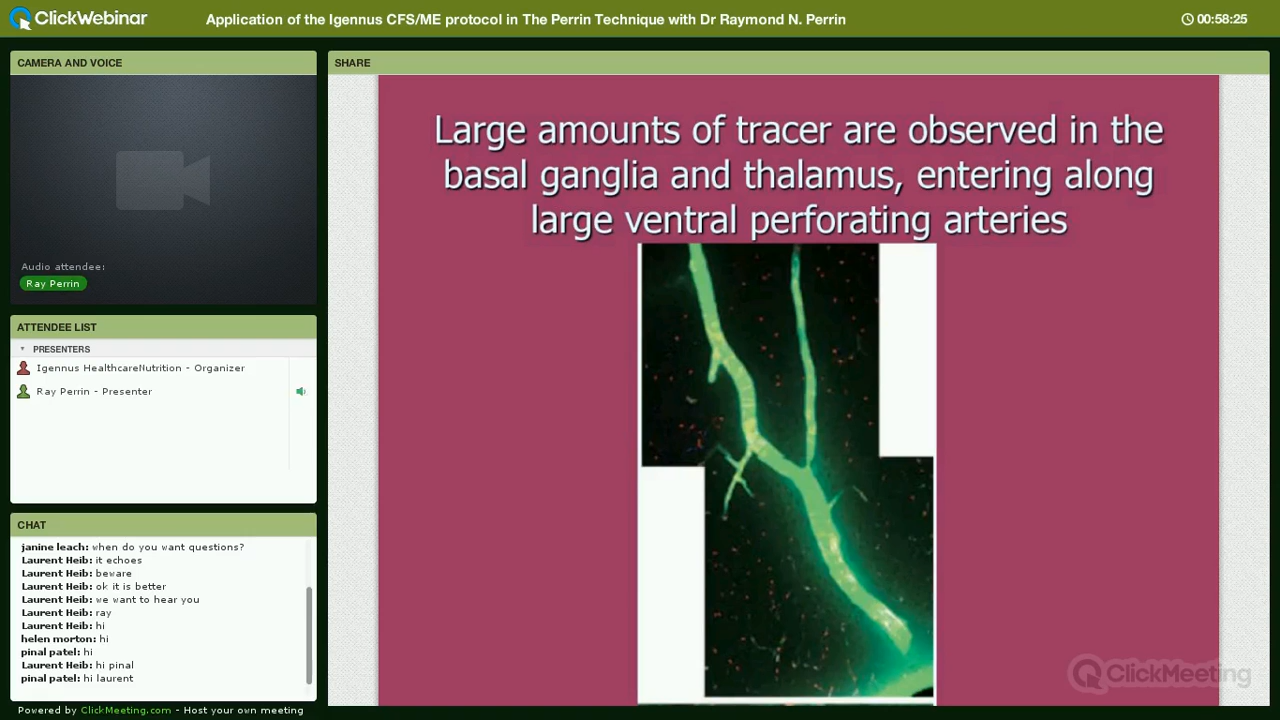 ClickWebinar
Application of the Igennus CFS/ME protocol in The Perrin Technique with Dr Raymond N. Perrin
00:58:25
CAMERA AND VOICE
Audio attendee:
Ray Perrin
ATTENDEE LIST
PRESENTERS
Igennus HealthcareNutrition - Organizer
Ray Perrin - Presenter
CHAT
janine leach: when do you want questions?
Laurent Heib: it echoes
Laurent Heib: beware
Laurent Heib: ok it is better
Laurent Heib: we want to hear you
Laurent Heib: ray
Laurent Heib: hi
helen morton: hi
pinal patel: hi
Laurent Heib: hi pinal
pinal patel: hi laurent
Powered by ClickMeeting.com - Host your own meeting
SHARE
Large amounts of tracer are observed in the
basal ganglia and thalamus, entering along
large ventral perforating arteries
ClickMeeting